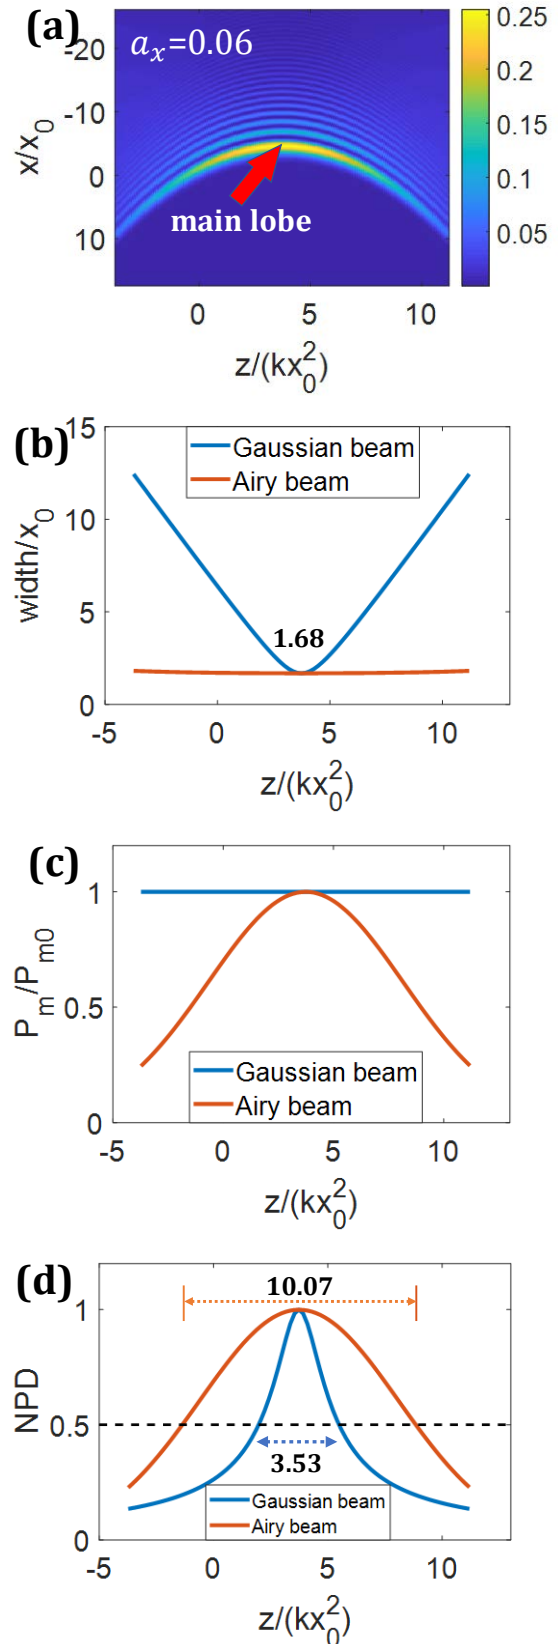 (a)
a_x=0.06
main lobe
-20
-10
0
10
x/x_0
0 5 10
z/(kx_0^2)
0.25
0.2
0.15
0.1
0.05
(b)
15
10
5
0
width/x_0
Gaussian beam
Airy beam
1.68
-5 0 5 10
z/(kx_0^2)
(c)
1
0.5
0
P_m/P_m0
Gaussian beam
Airy beam
-5 0 5 10
z/(kx_0^2)
(d)
10.07
1
0.5
0
NPD
3.53
Gaussian beam
Airy beam
-5 0 5 10
z/(kx_0^2)